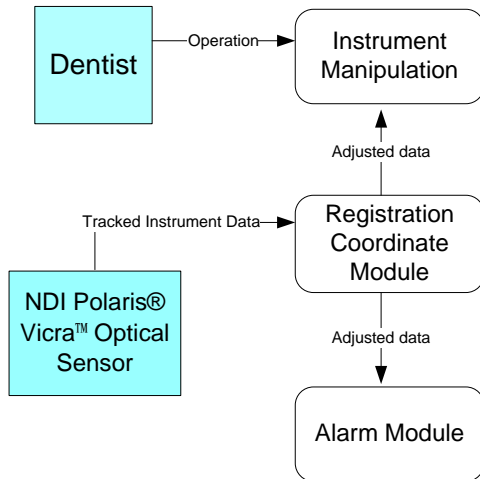 Dentist
Operation
Instrument
Manipulation
Adjusted data
Tracked Instrument Data
Registration
Coordinate
Module
NDI Polaris®
Vicra™ Optical
Sensor
Adjusted data
Alarm Module